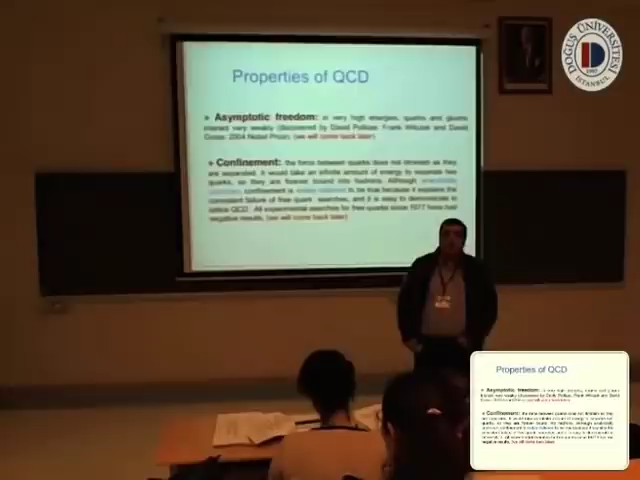 Properties of QCD
Asymptotic freedom: in very high energies, quarks and gluons
interact very weakly (discovered by David Politzer, Frank Wilczek and David
Gross; 2004 Nobel Prize). (we will come back later)
Confinement: the force between quarks does not diminish as they
are separated. It would take an infinite amount of energy to separate two
quarks, so they are forever bound into hadrons. Although
confinement is to be true because it explains the
consistent failure of free quark searches, and it is easy to demonstrate in
lattice QCD. All experimental searches for free quarks since 1977 have had
negative results. (we will come back later)
DOĞUŞ ÜNİVERSİTESİ
1997
İSTANBUL
Properties of QCD
Asymptotic freedom:
Confinement: